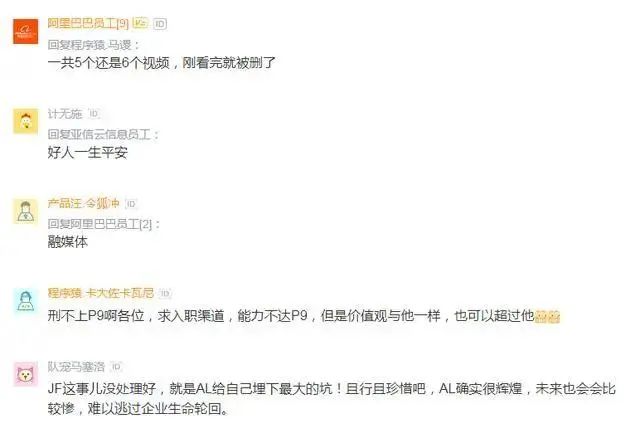 阿里巴巴员工[9] ID
回复程序猿.马谡：
一共5个还是6个视频，刚看完就被删了
计无施 ID
回复亚信云信息员工：
好人一生平安
产品汪.令狐冲 ID
回复阿里巴巴员工[2]：
融媒体
程序猿.卡大佐卡瓦尼 ID
刑不上P9啊各位，求入职渠道，能力不达P9，但是价值观与他一样，也可以超过他
队宠马塞洛 ID
JF这事儿没处理好，就是AL给自己埋下最大的坑！且行且珍惜吧，AL确实很辉煌，未来也会会比
较惨，难以逃过企业生命轮回。